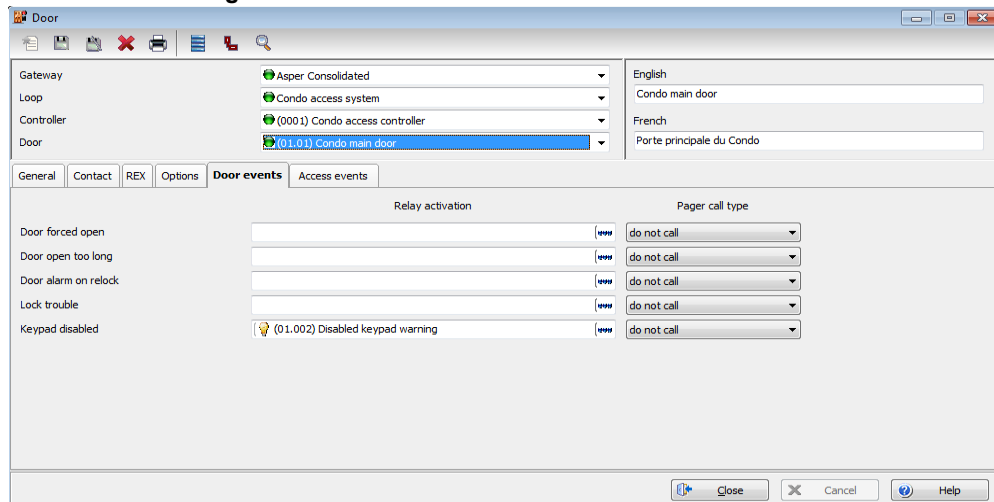 Door
Gateway
Asper Consolidated
English
Loop
Condo access system
Condo main door
Controller
(0001) Condo access controller
French
Door
(01.01) Condo main door
Porte principale du Condo
General Contact REX Options Door events Access events
Relay activation Pager call type
Door forced open do not call
Door open too long do not call
Door alarm on relock do not call
Lock trouble do not call
Keypad disabled (01.002) Disabled keypad warning do not call
Close Cancel Help